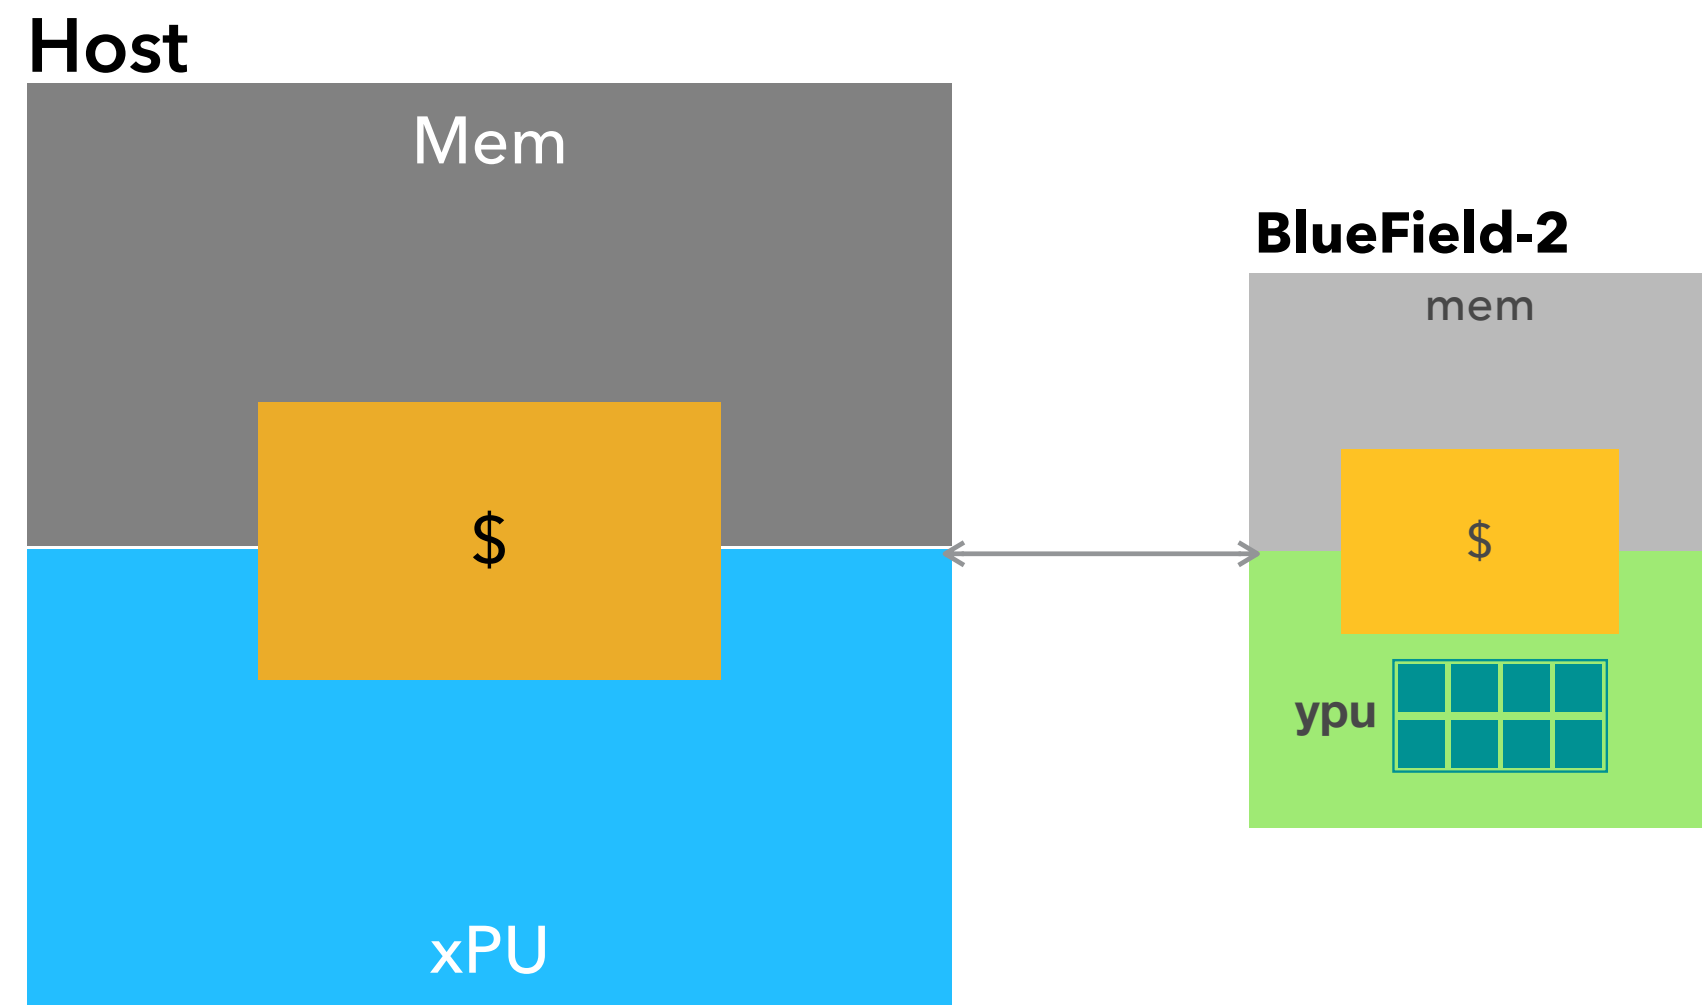 Host
Mem
$
xPU
BlueField-2
mem
$
ypu